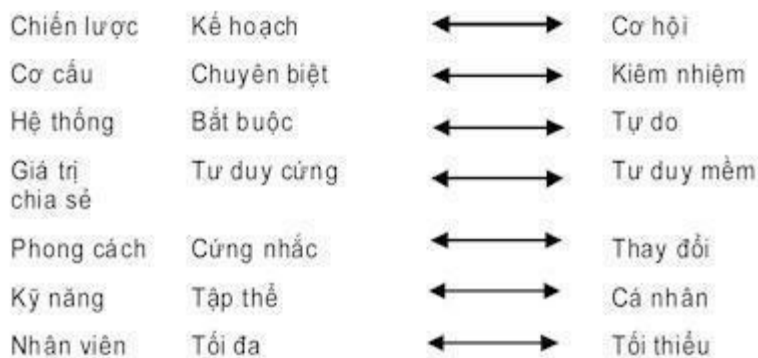 Chiến lược Kế hoạch Cơ hội
Cơ cấu Chuyên biệt Kiêm nhiệm
Hệ thống Bắt buộc Tự do
Giá trị Tư duy cứng Tư duy mềm
chia sẻ
Phong cách Cứng nhắc Thay đổi
Kỹ năng Tập thể Cá nhân
Nhân viên Tối đa Tối thiểu